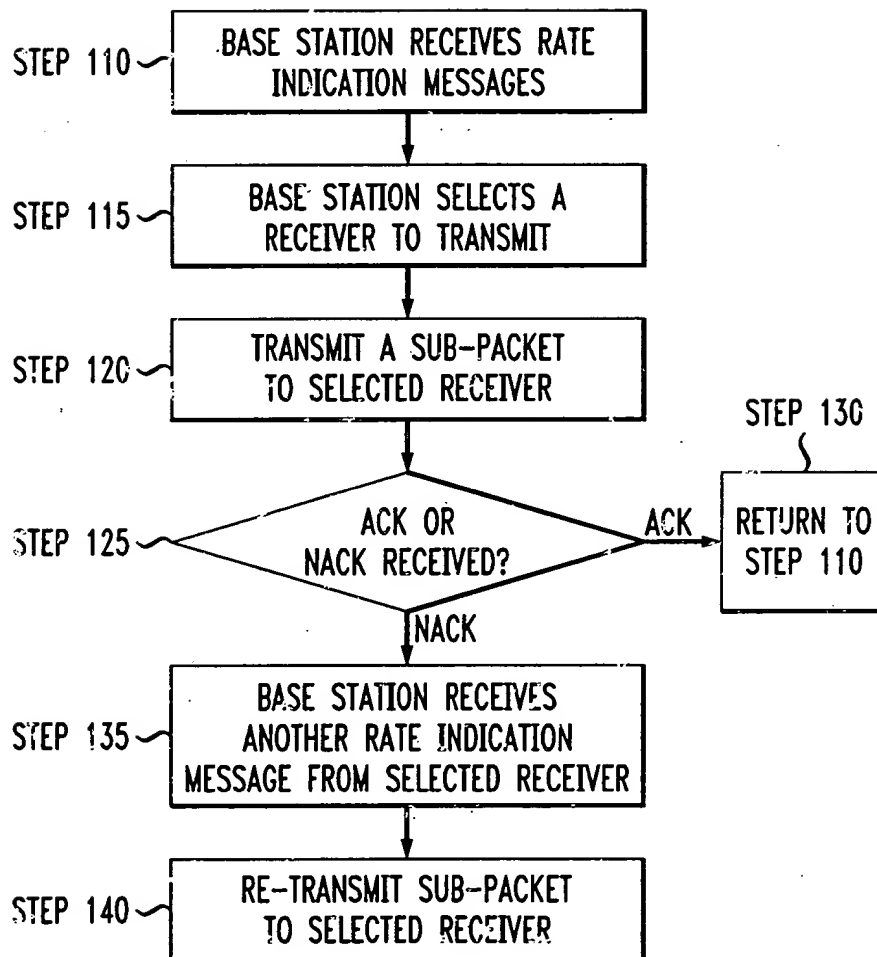 STEP 110
BASE STATION RECEIVES RATE
INDICATION MESSAGES
STEP 115
BASE STATION SELECTS A
RECEIVER TO TRANSMIT
STEP 120
TRANSMIT A SUB-PACKET
TO SELECTED RECEIVER
STEP 125
ACK OR
NACK RECEIVED?
ACK
STEP 130
RETURN TO
STEP 110
NACK
STEP 135
BASE STATION RECEIVES
ANOTHER RATE INDICATION
MESSAGE FROM SELECTED RECEIVER
STEP 140
RE-TRANSMIT SUB-PACKET
TO SELECTED RECEIVER